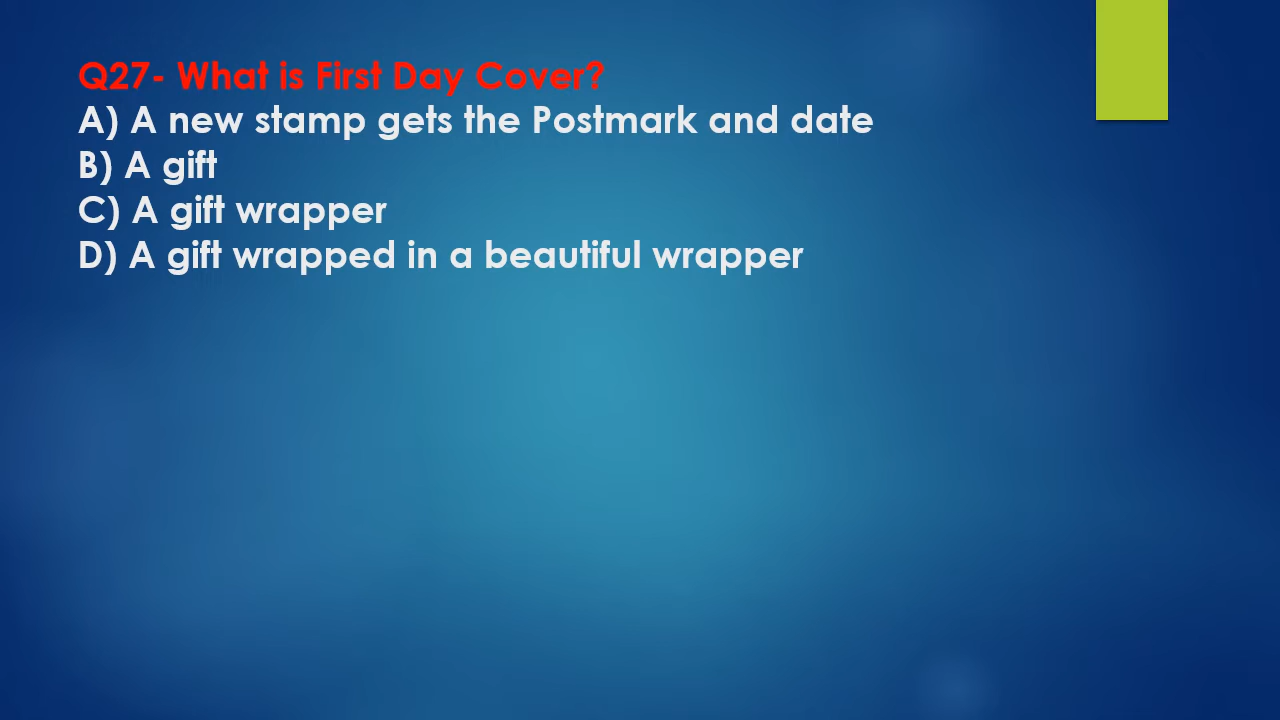 Q27- What is First Day Cover?
A) A new stamp gets the Postmark and date
B) A gift
C) A gift wrapper
D) A gift wrapped in a beautiful wrapper